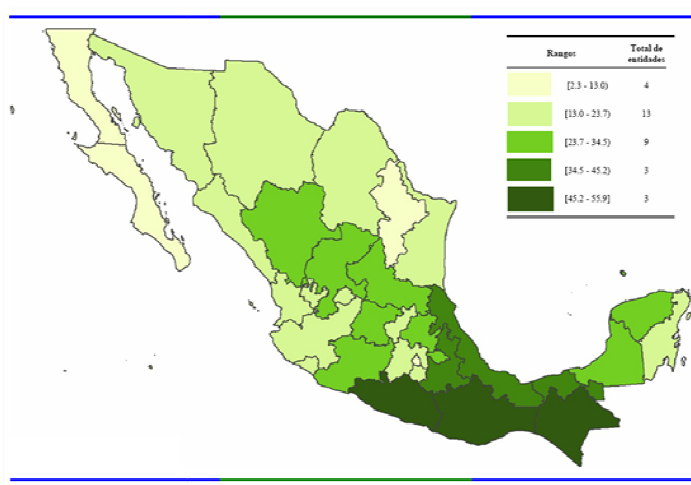 Rangos Total de entidades
[2.3 - 13.0) 4
[13.0 - 23.7) 13
[23.7 - 34.5) 9
[34.5 - 45.2) 3
[45.2 - 55.9] 3